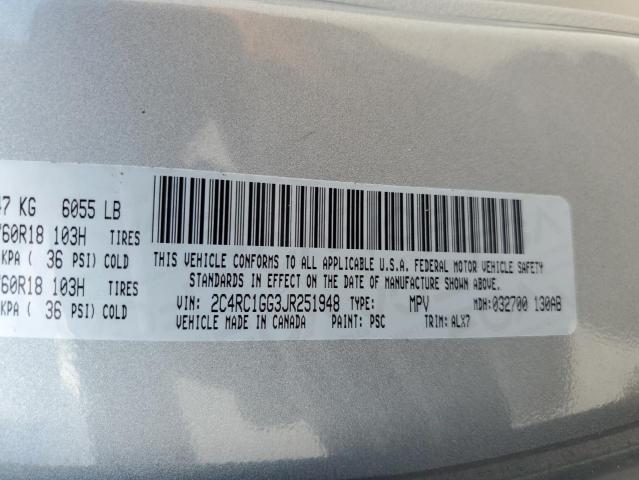 47 KG 6055 LB
60R18 103H TIRES
KPA ( 36 PSI) COLD
60R18 103H TIRES
KPA ( 36 PSI) COLD
THIS VEHICLE CONFORMS TO ALL APPLICABLE U.S.A. FEDERAL MOTOR VEHICLE SAFETY
STANDARDS IN EFFECT ON THE DATE OF MANUFACTURE SHOWN ABOVE.
VIN: 2C4RC1GG3JR251948 TYPE: MPV MDH: 032700 130AB
VEHICLE MADE IN CANADA PAINT: PSC TRIM: ALX7